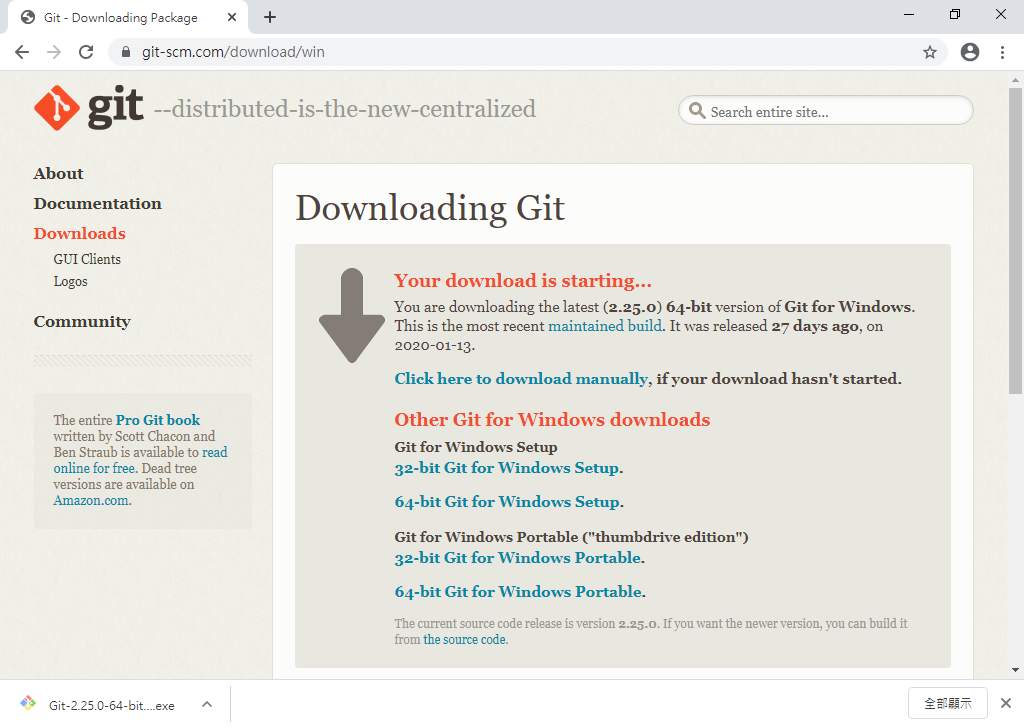 Git - Downloading Package
git-scm.com/download/win
git --distributed-is-the-new-centralized
Search entire site...
About
Documentation
Downloads
GUI Clients
Logos
Community
The entire Pro Git book
written by Scott Chacon and
Ben Straub is available to read
online for free. Dead tree
versions are available on
Amazon.com.
Downloading Git
Your download is starting...
You are downloading the latest (2.25.0) 64-bit version of Git for Windows.
This is the most recent maintained build. It was released 27 days ago, on
2020-01-13.
Click here to download manually, if your download hasn't started.
Other Git for Windows downloads
Git for Windows Setup
32-bit Git for Windows Setup.
64-bit Git for Windows Setup.
Git for Windows Portable ("thumbdrive edition")
32-bit Git for Windows Portable.
64-bit Git for Windows Portable.
The current source code release is version 2.25.0. If you want the newer version, you can build it
from the source code.
Git-2.25.0-64-bit....exe
全部顯示